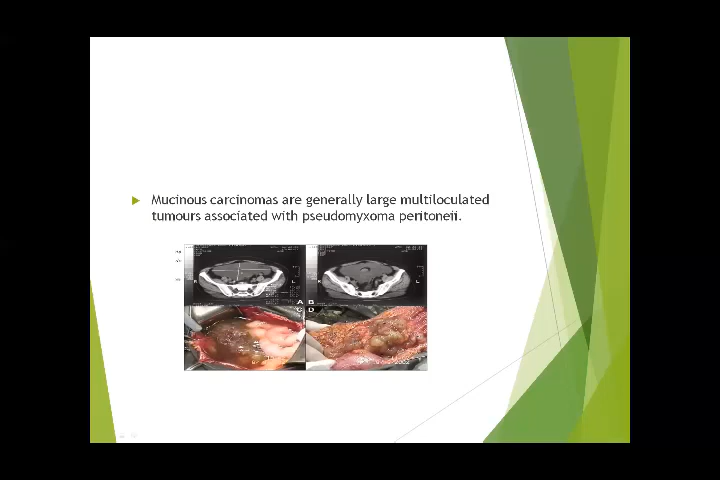 Mucinous carcinomas are generally large multiloculated
tumours associated with pseudomyxoma peritoneii.
R
L
R
L
A B
C D